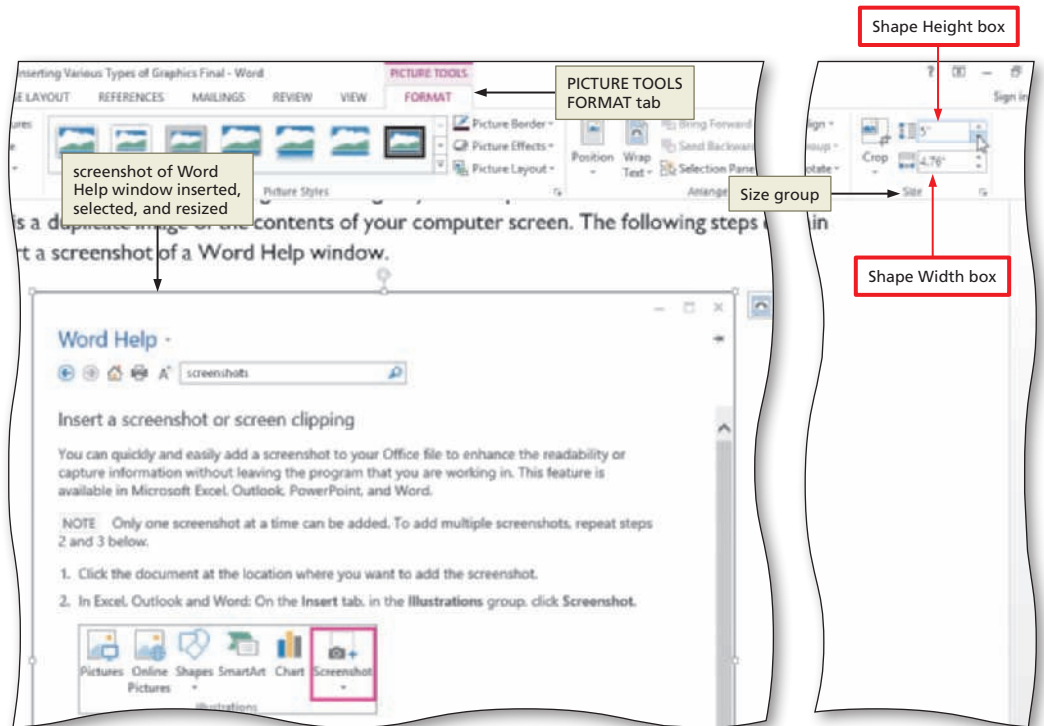 Shape Height box
nserting Various Types of Graphics Final - Word
PICTURE TOOLS
? 
Sign in
E LAYOUT REFERENCES MAILINGS REVIEW VIEW FORMAT
PICTURE TOOLS
FORMAT tab
ures
Picture Border
Picture Effects
Picture Layout
Picture Styles
Position
Wrap
Text
Bring Forward
Send Backward
Selection Pane
Arrange
ign
oup
otate
Crop
5"
4.76"
Size
Size group
Shape Width box
screenshot of Word
Help window inserted,
selected, and resized
is a duplicate image of the contents of your computer screen. The following steps in
rt a screenshot of a Word Help window.
Word Help
A
screenshots
Insert a screenshot or screen clipping
You can quickly and easily add a screenshot to your Office file to enhance the readability or
capture information without leaving the program that you are working in. This feature is
available in Microsoft Excel, Outlook, PowerPoint, and Word.
NOTE Only one screenshot at a time can be added. To add multiple screenshots, repeat steps
2 and 3 below.
1. Click the document at the location where you want to add the screenshot.
2. In Excel, Outlook and Word: On the Insert tab, in the Illustrations group, click Screenshot.
Pictures Online Shapes SmartArt Chart Screenshot
Pictures
Illustrations